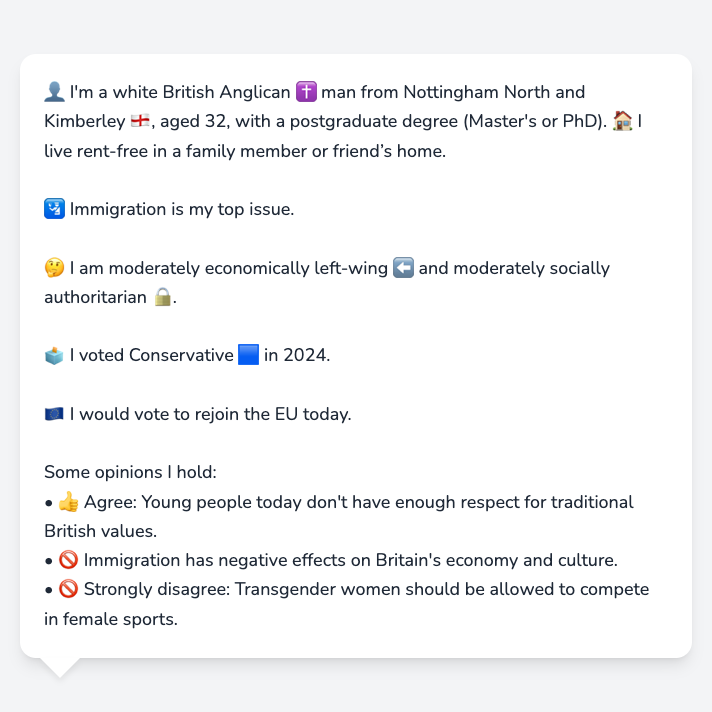 👤 I'm a white British Anglican ✝️ man from Nottingham North and
Kimberley 🏴󠁧󠁢󠁥󠁮󠁧󠁿, aged 32, with a postgraduate degree (Master's or PhD). 🏠 I
live rent-free in a family member or friend’s home.
🛂 Immigration is my top issue.
🤔 I am moderately economically left-wing ⬅️ and moderately socially
authoritarian 🔒.
🗳️ I voted Conservative 🟦 in 2024.
🇪🇺 I would vote to rejoin the EU today.
Some opinions I hold:
• 👍 Agree: Young people today don't have enough respect for traditional
British values.
• 🚫 Immigration has negative effects on Britain's economy and culture.
• 🚫 Strongly disagree: Transgender women should be allowed to compete
in female sports.